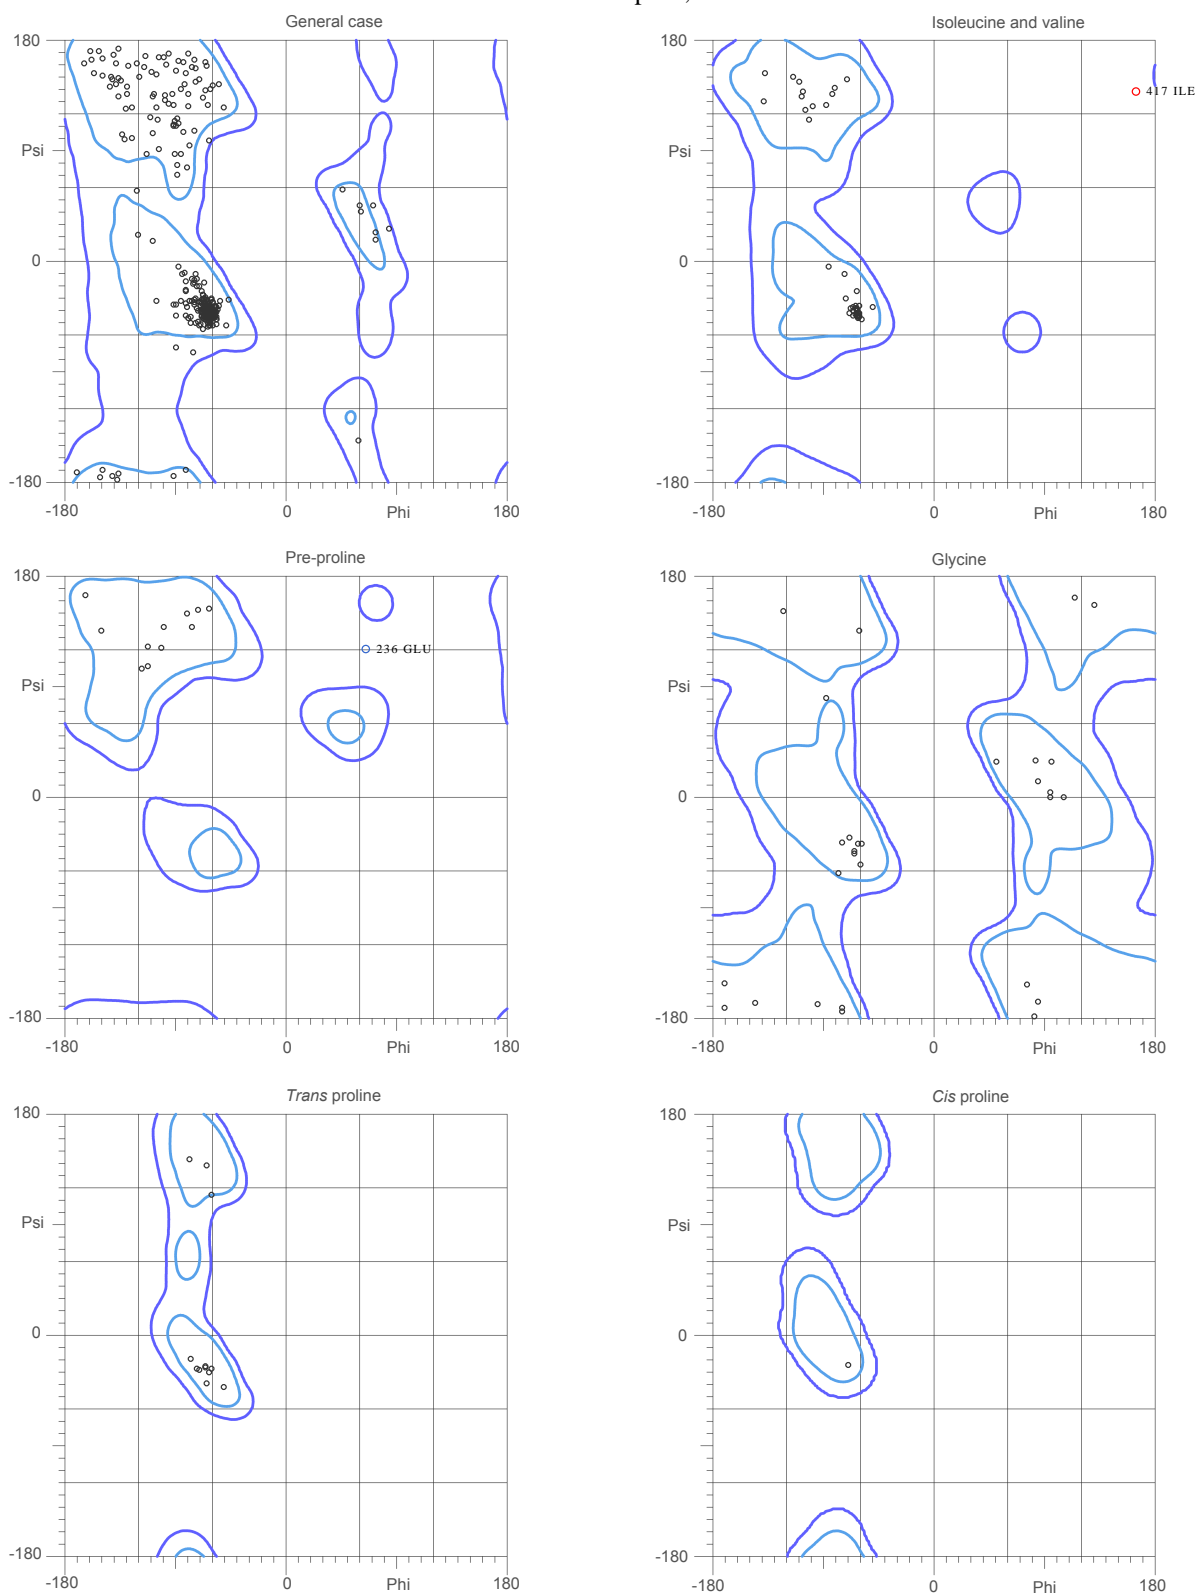 General case
180
Psi
0
-180
-180
0
Phi
180
Isoleucine and valine
180
417 ILE
Psi
0
-180
-180
0
Phi
180
Pre-proline
180
236 GLU
Psi
0
-180
-180
0
Phi
180
Glycine
180
Psi
0
-180
-180
0
Phi
180
Trans proline
180
Psi
0
-180
-180
0
Phi
180
Cis proline
180
Psi
0
-180
-180
0
Phi
180